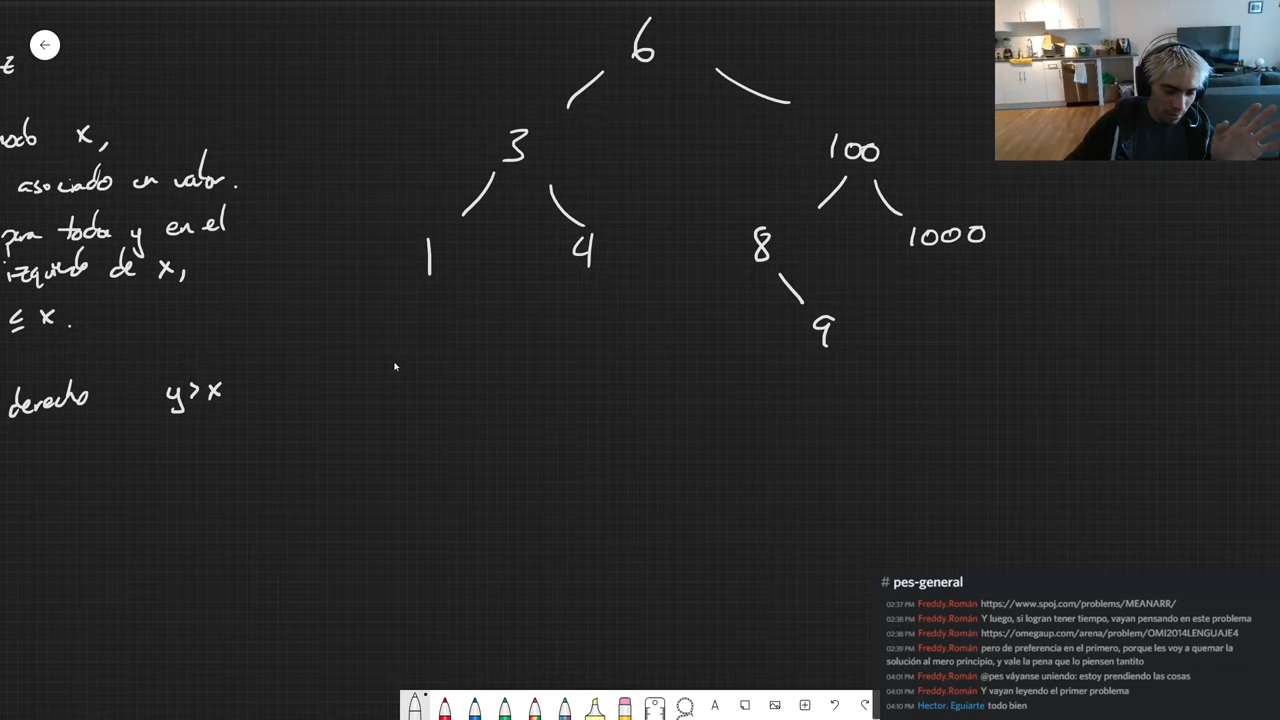 z
nodo x,
asociado un valor.
para todo y en el
izquierdo de x,
≤ x.
derecho y > x
6
3 100
1 4 8 1000
9
# pes-general
02:37 PM Freddy.Román https://www.spoj.com/problems/MEANARR/
02:38 PM Freddy.Román Y luego, si logran tener tiempo, vayan pensando en este problema
02:38 PM Freddy.Román https://omegaup.com/arena/problem/OMI2014LENGUAJE4
02:39 PM Freddy.Román pero de preferencia en el primero, porque les voy a quemar la
solución al mero principio, y vale la pena que lo piensen tantito
04:01 PM Freddy.Román @pes váyanse uniendo: estoy prendiendo las cosas
04:01 PM Freddy.Román Y vayan leyendo el primer problema
04:10 PM Hector. Eguiarte todo bien
A